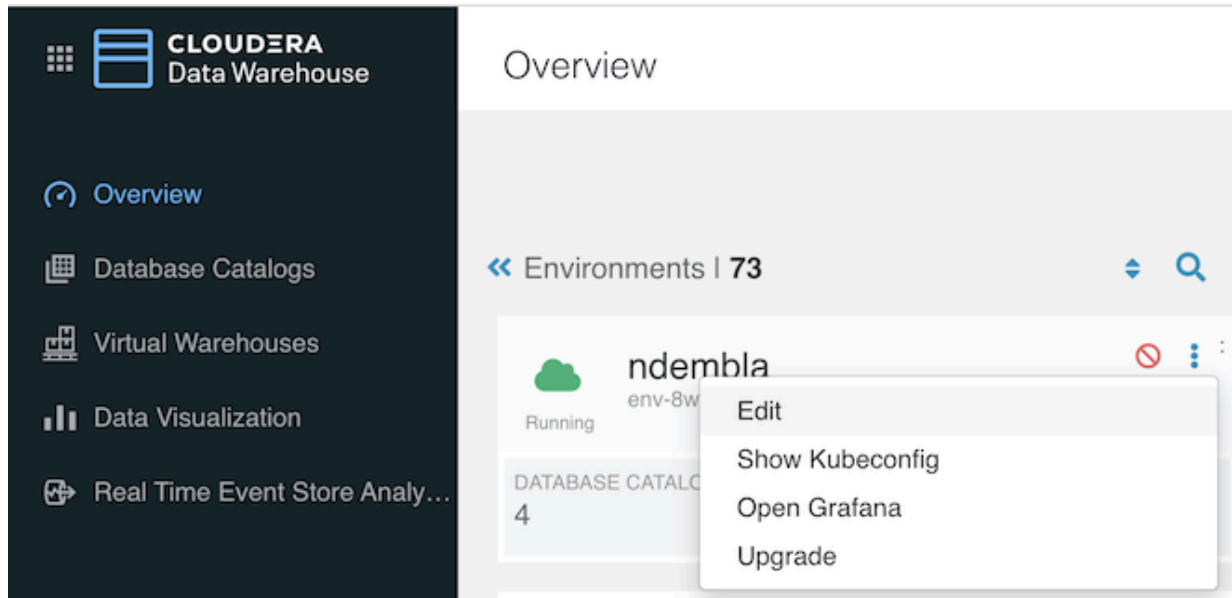 CLOUDERA
Data Warehouse
Overview
Overview
Database Catalogs
Virtual Warehouses
Data Visualization
Real Time Event Store Analy…
Environments | 73
ndembla
env-8w
Running
DATABASE CATALO
4
Edit
Show Kubeconfig
Open Grafana
Upgrade